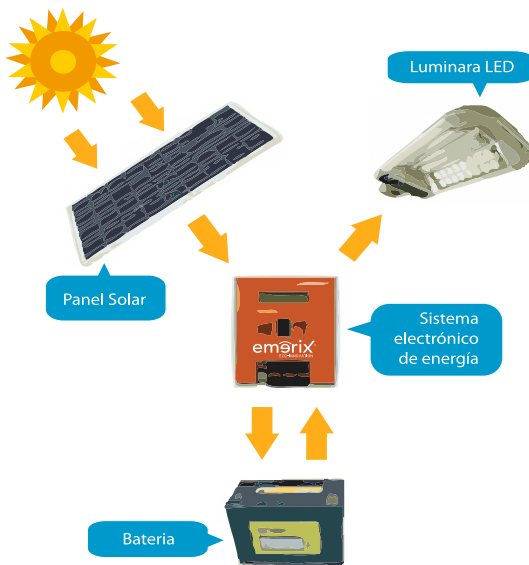 Luminara LED
Panel Solar
Sistema
electrónico
de energía
emerix
Bateria